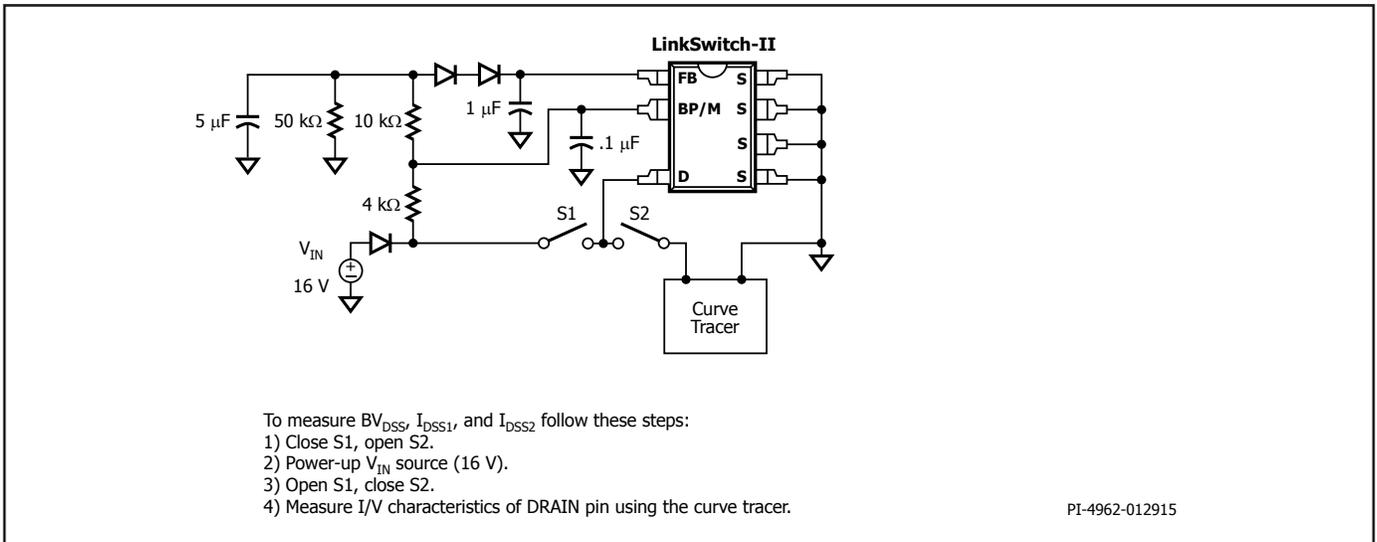 LinkSwitch-II
FB S
BP/M S
S
D S
5 µF
50 kΩ
10 kΩ
1 µF
.1 µF
4 kΩ
S1
S2
V_IN
16 V
Curve
Tracer
To measure BV_DSS, I_DSS1, and I_DSS2 follow these steps:
1) Close S1, open S2.
2) Power-up V_IN source (16 V).
3) Open S1, close S2.
4) Measure I/V characteristics of DRAIN pin using the curve tracer.
PI-4962-012915